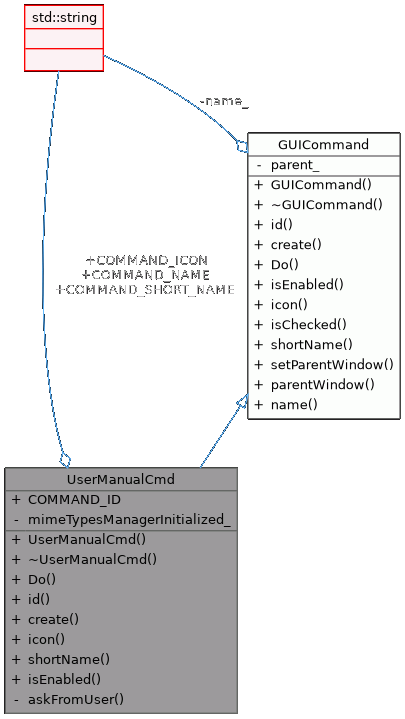 std::string
-name_
GUICommand
- parent_
+ GUICommand()
+ ~GUICommand()
+ id()
+ create()
+ Do()
+ isEnabled()
+ icon()
+ isChecked()
+ shortName()
+ setParentWindow()
+ parentWindow()
+ name()
+COMMAND_ICON
+COMMAND_NAME
+COMMAND_SHORT_NAME
UserManualCmd
+ COMMAND_ID
- mimeTypesManagerInitialized_
+ UserManualCmd()
+ ~UserManualCmd()
+ Do()
+ id()
+ create()
+ icon()
+ shortName()
+ isEnabled()
- askFromUser()